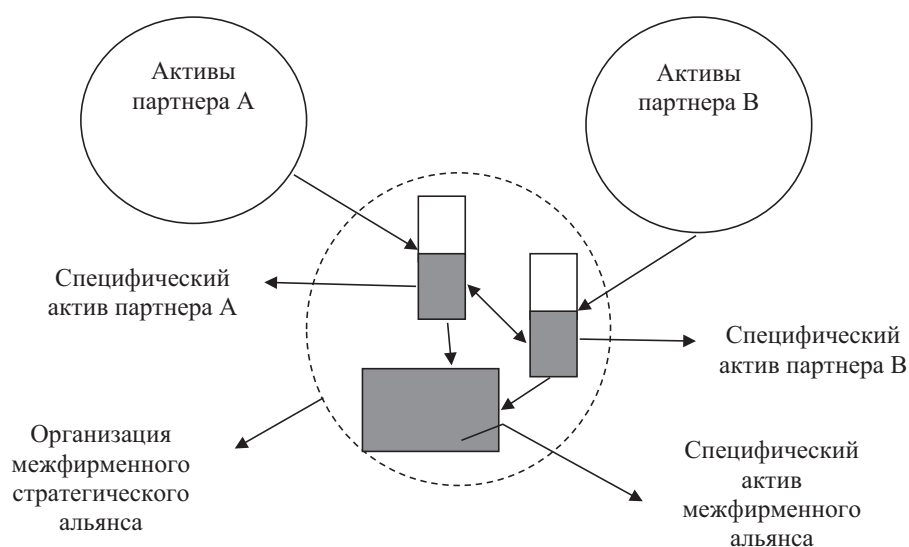 Активы
партнера А
Активы
партнера В
Специфический
актив партнера А
Специфический
актив партнера В
Организация
межфирменного
стратегического
альянса
Специфический
актив
межфирменного
альянса